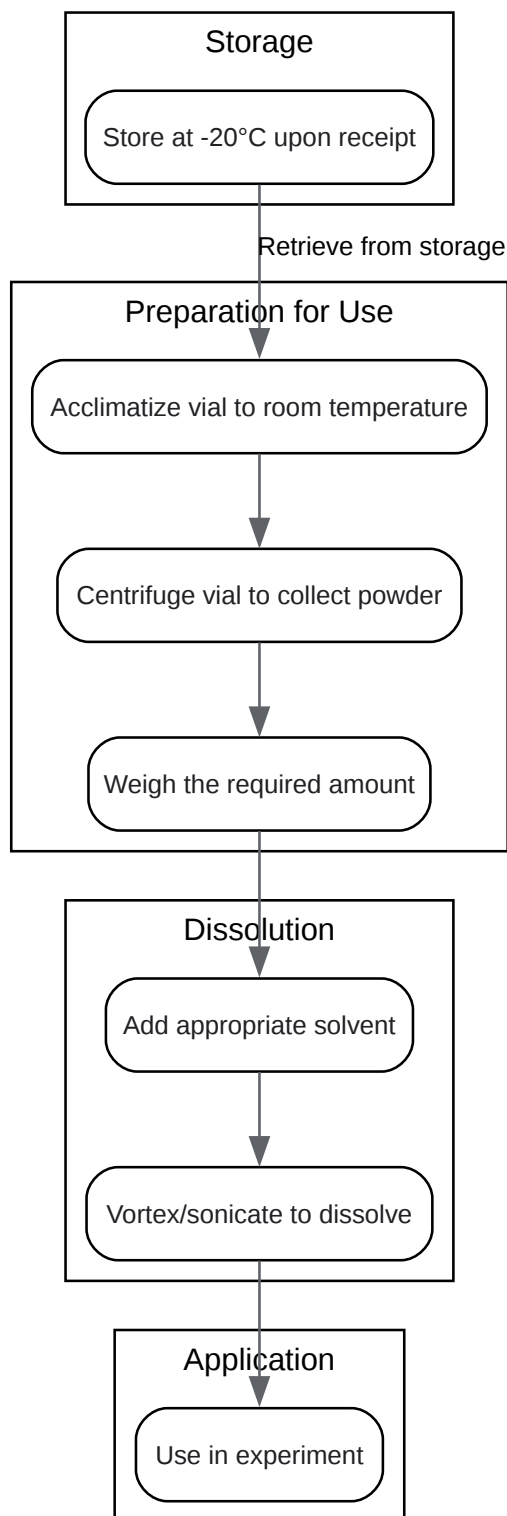 Storage
Store at -20°C upon receipt
Retrieve from storage
Preparation for Use
Acclimatize vial to room temperature
Centrifuge vial to collect powder
Weigh the required amount
Dissolution
Add appropriate solvent
Vortex/sonicate to dissolve
Application
Use in experiment